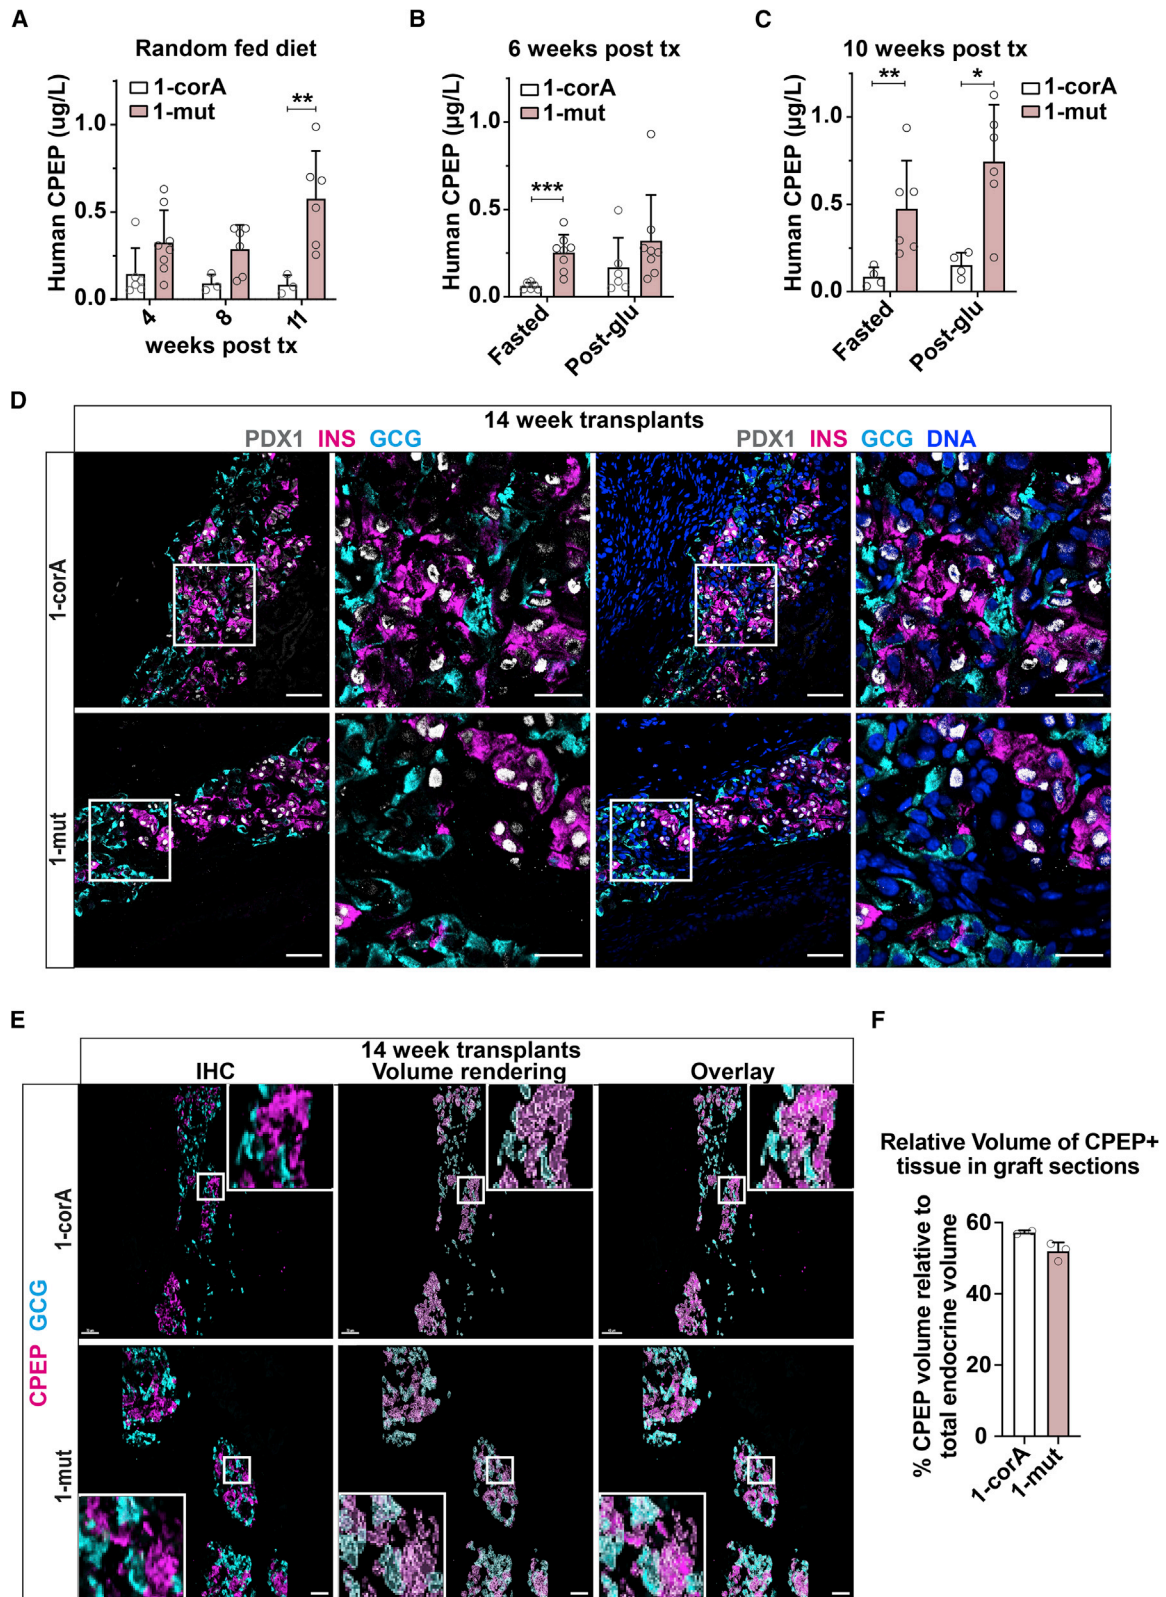 A
Random fed diet
1-corA
1-mut
Human CPEP (ug/L)
1.0
0.5
0.0
**
4
8
11
weeks post tx
B
6 weeks post tx
1-corA
1-mut
Human CPEP (µg/L)
1.0
0.5
0.0
***
Fasted
Post-glu
C
10 weeks post tx
1-corA
1-mut
Human CPEP (µg/L)
1.0
0.5
0.0
**
*
Fasted
Post-glu
D
14 week transplants
PDX1 INS GCG
PDX1 INS GCG DNA
1-corA
1-mut
E
14 week transplants
IHC
Volume rendering
Overlay
CPEP GCG
1-corA
1-mut
F
Relative Volume of CPEP+
tissue in graft sections
% CPEP volume relative to
total endocrine volume
60
40
20
0
1-corA
1-mut